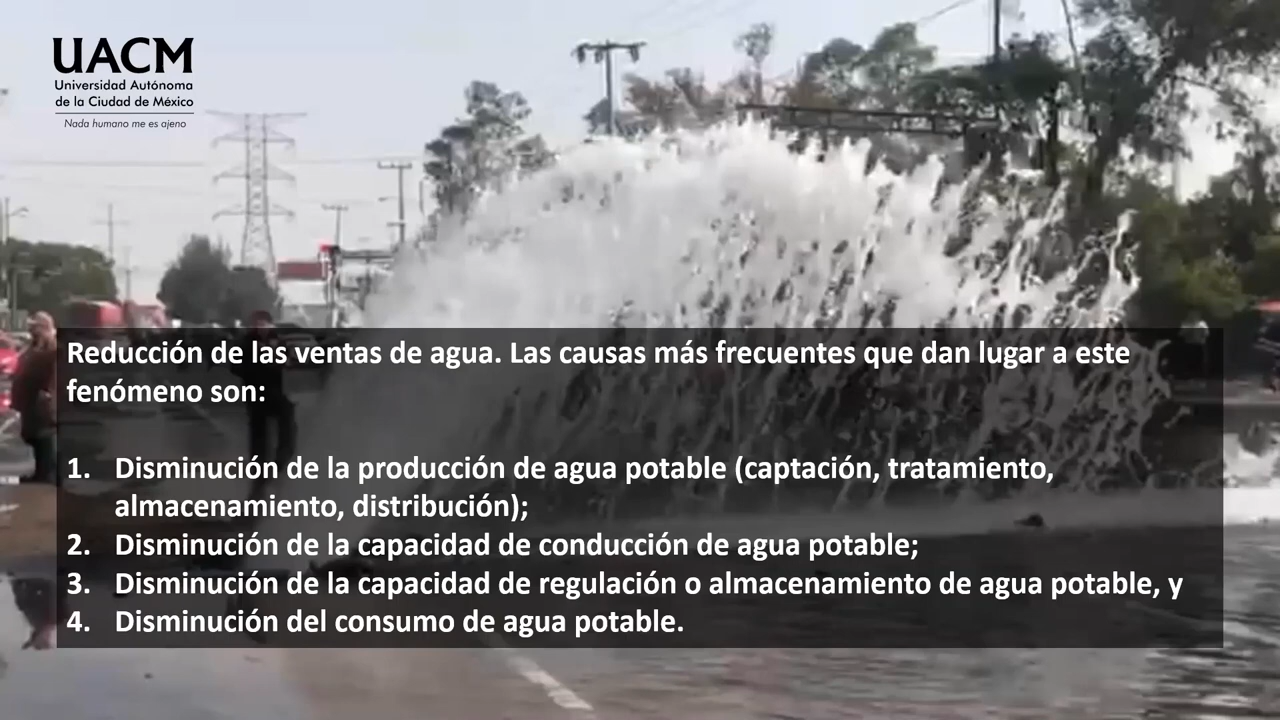 UACM
Universidad Autónoma
de la Ciudad de México
Nada humano me es ajeno
Reducción de las ventas de agua. Las causas más frecuentes que dan lugar a este
fenómeno son:
1. Disminución de la producción de agua potable (captación, tratamiento,
almacenamiento, distribución);
2. Disminución de la capacidad de conducción de agua potable;
3. Disminución de la capacidad de regulación o almacenamiento de agua potable, y
4. Disminución del consumo de agua potable.